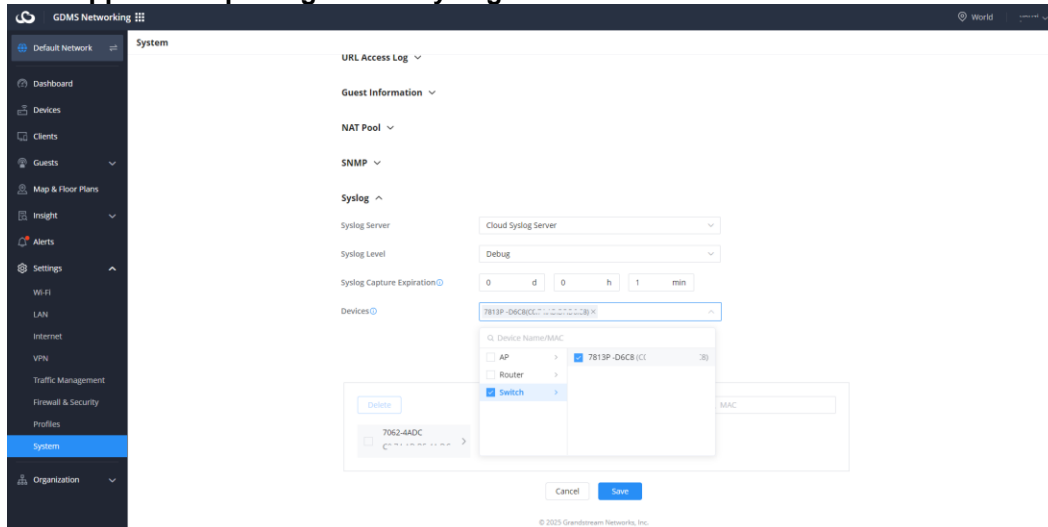 GDMS Networking
World
Default Network
System
Dashboard
Devices
Clients
Guests
Map & Floor Plans
Insight
Alerts
Settings
Wi-Fi
LAN
Internet
VPN
Traffic Management
Firewall & Security
Profiles
System
Organization
URL Access Log
Guest Information
NAT Pool
SNMP
Syslog
Syslog Server Cloud Syslog Server
Syslog Level Debug
Syslog Capture Expiration 0 d 0 h 1 min
Devices 7813P -D6C8(
Device Name/MAC
AP 7813P -D6C8
Router
Switch
Delete MAC
7062-4ADC
Cancel Save
© 2025 Grandstream Networks, Inc.